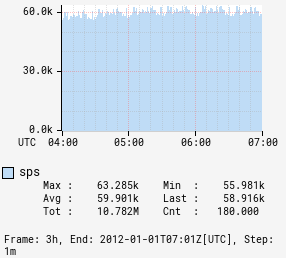 60.0k
30.0k
0.0k
UTC 04:00 05:00 06:00 07:00
sps
Max : 63.285k Min : 55.981k
Avg : 59.901k Last : 58.916k
Tot : 10.782M Cnt : 180.000
Frame: 3h, End: 2012-01-01T07:01Z[UTC], Step:
1m